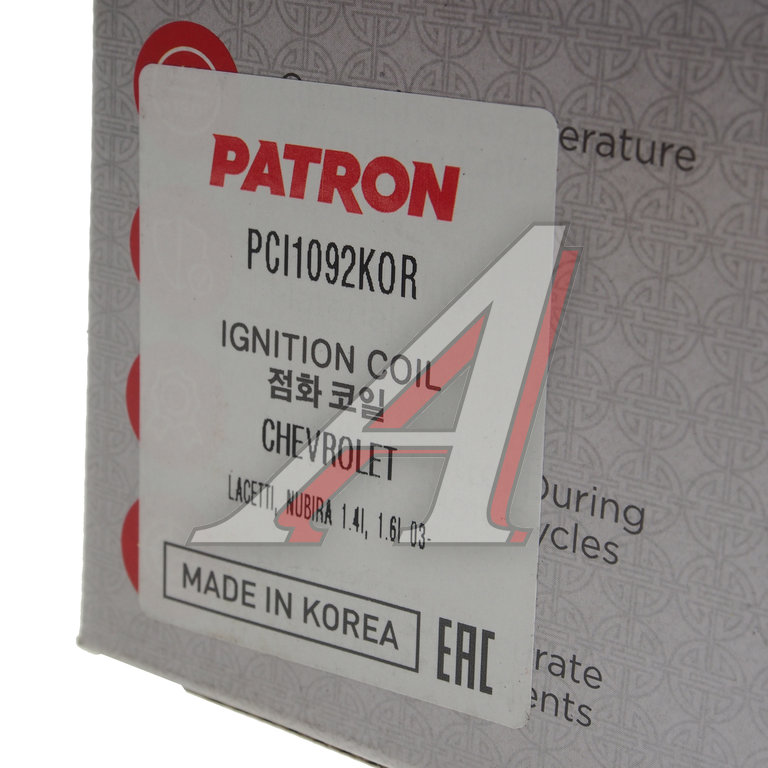 erature
PATRON
PCI1092KOR
IGNITION COIL
점화 코일
CHEVROLET
LACETTI, NUBIRA 1.4I, 1.6I 03-
During
ycles
MADE IN KOREA
EAC
rate
ents